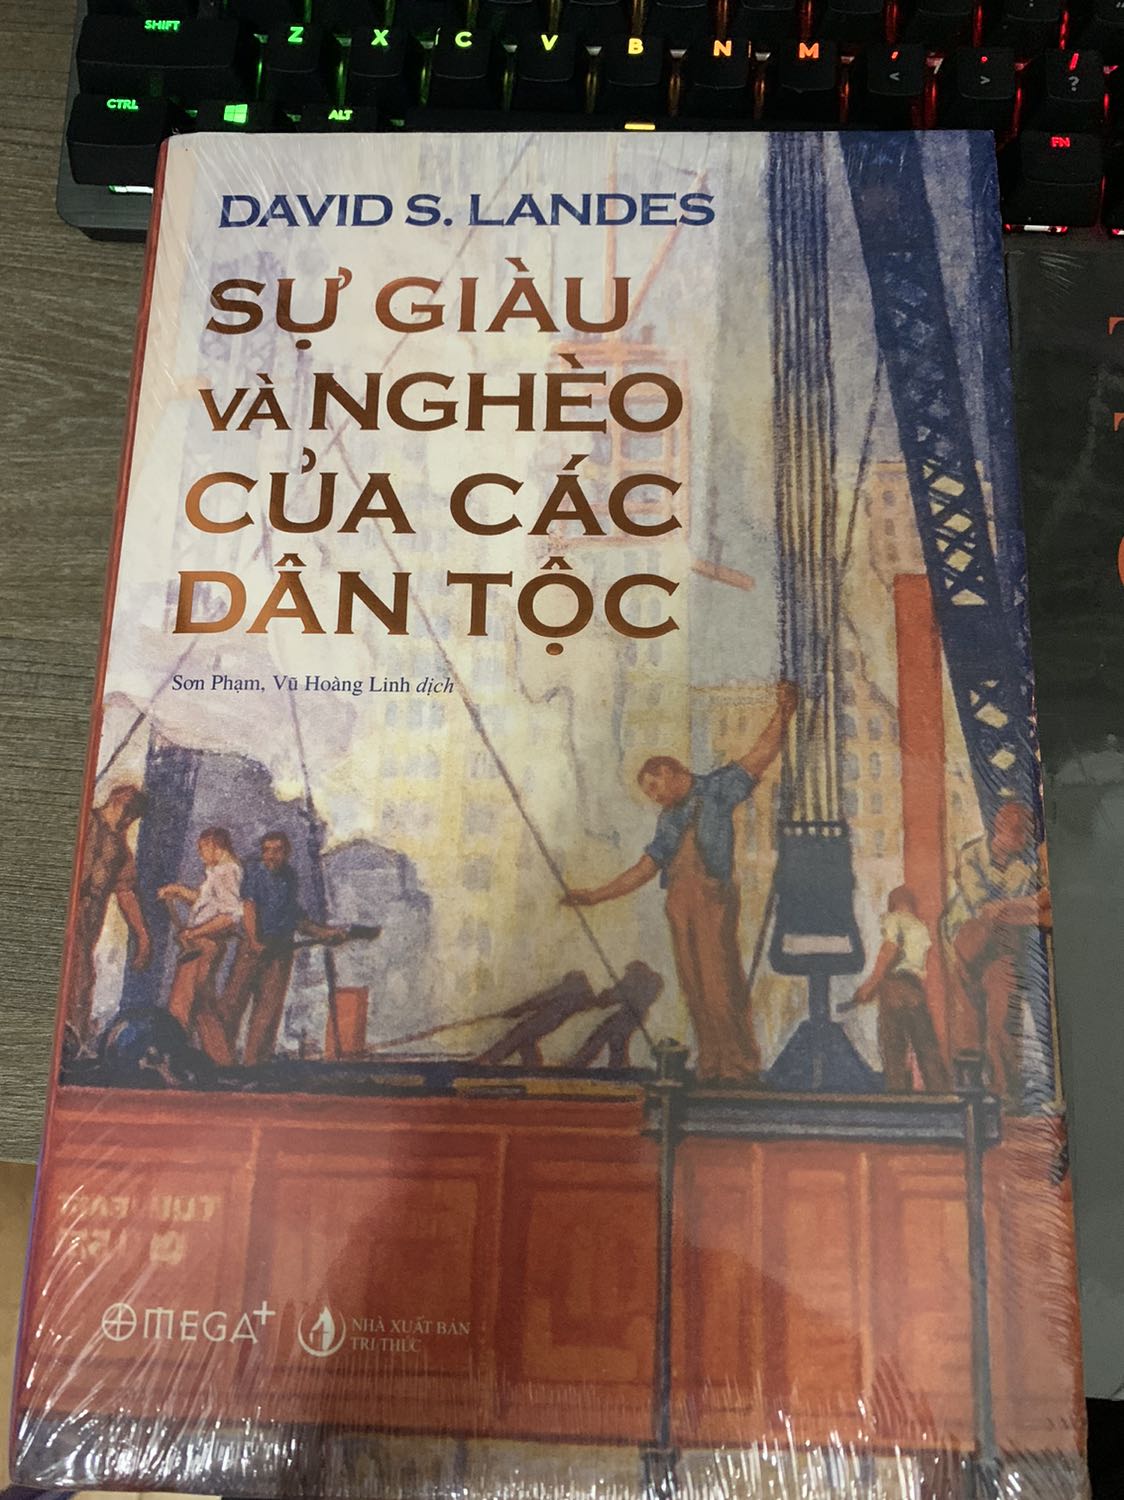 SHIFT
Z X C V B N M < > ?
CTRL ALT FN
DAVID S. LANDES
SỰ GIÀU
VÀ NGHÈO
CỦA CÁC
DÂN TỘC
Sơn Phạm, Vũ Hoàng Linh dịch
OMEGA+
NHÀ XUẤT BẢN
TRI THỨC